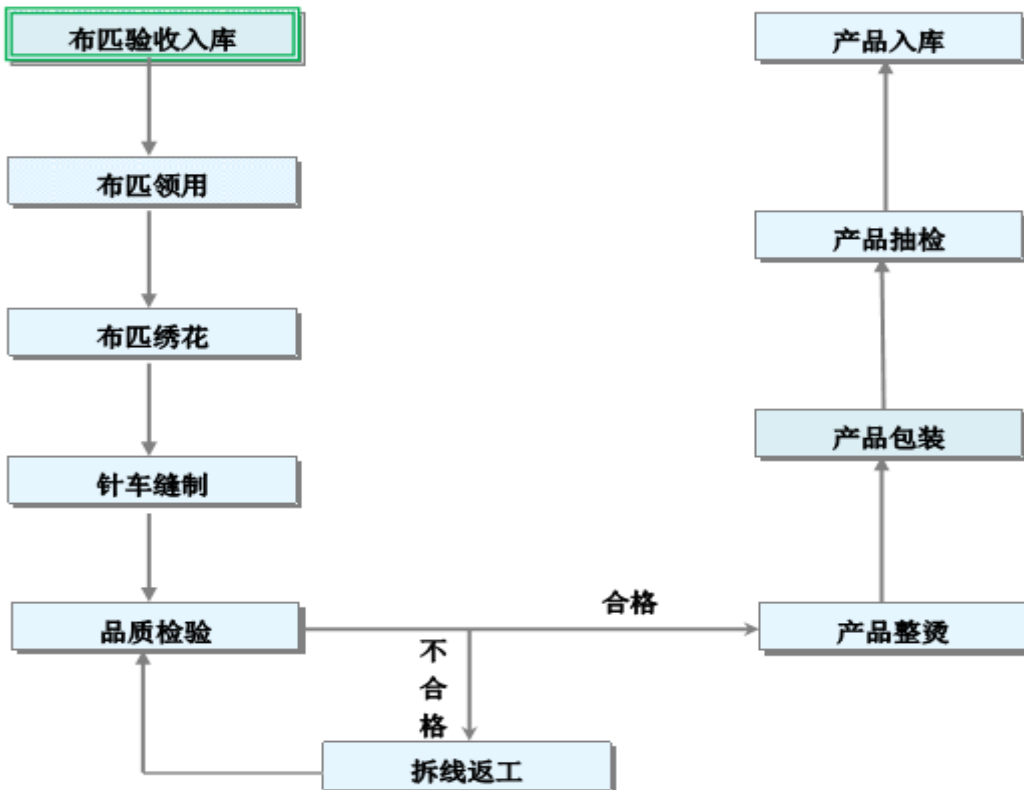 布匹验收入库
布匹领用
布匹绣花
针车缝制
品质检验
不
合
格
拆线返工
合格
产品整烫
产品包装
产品抽检
产品入库